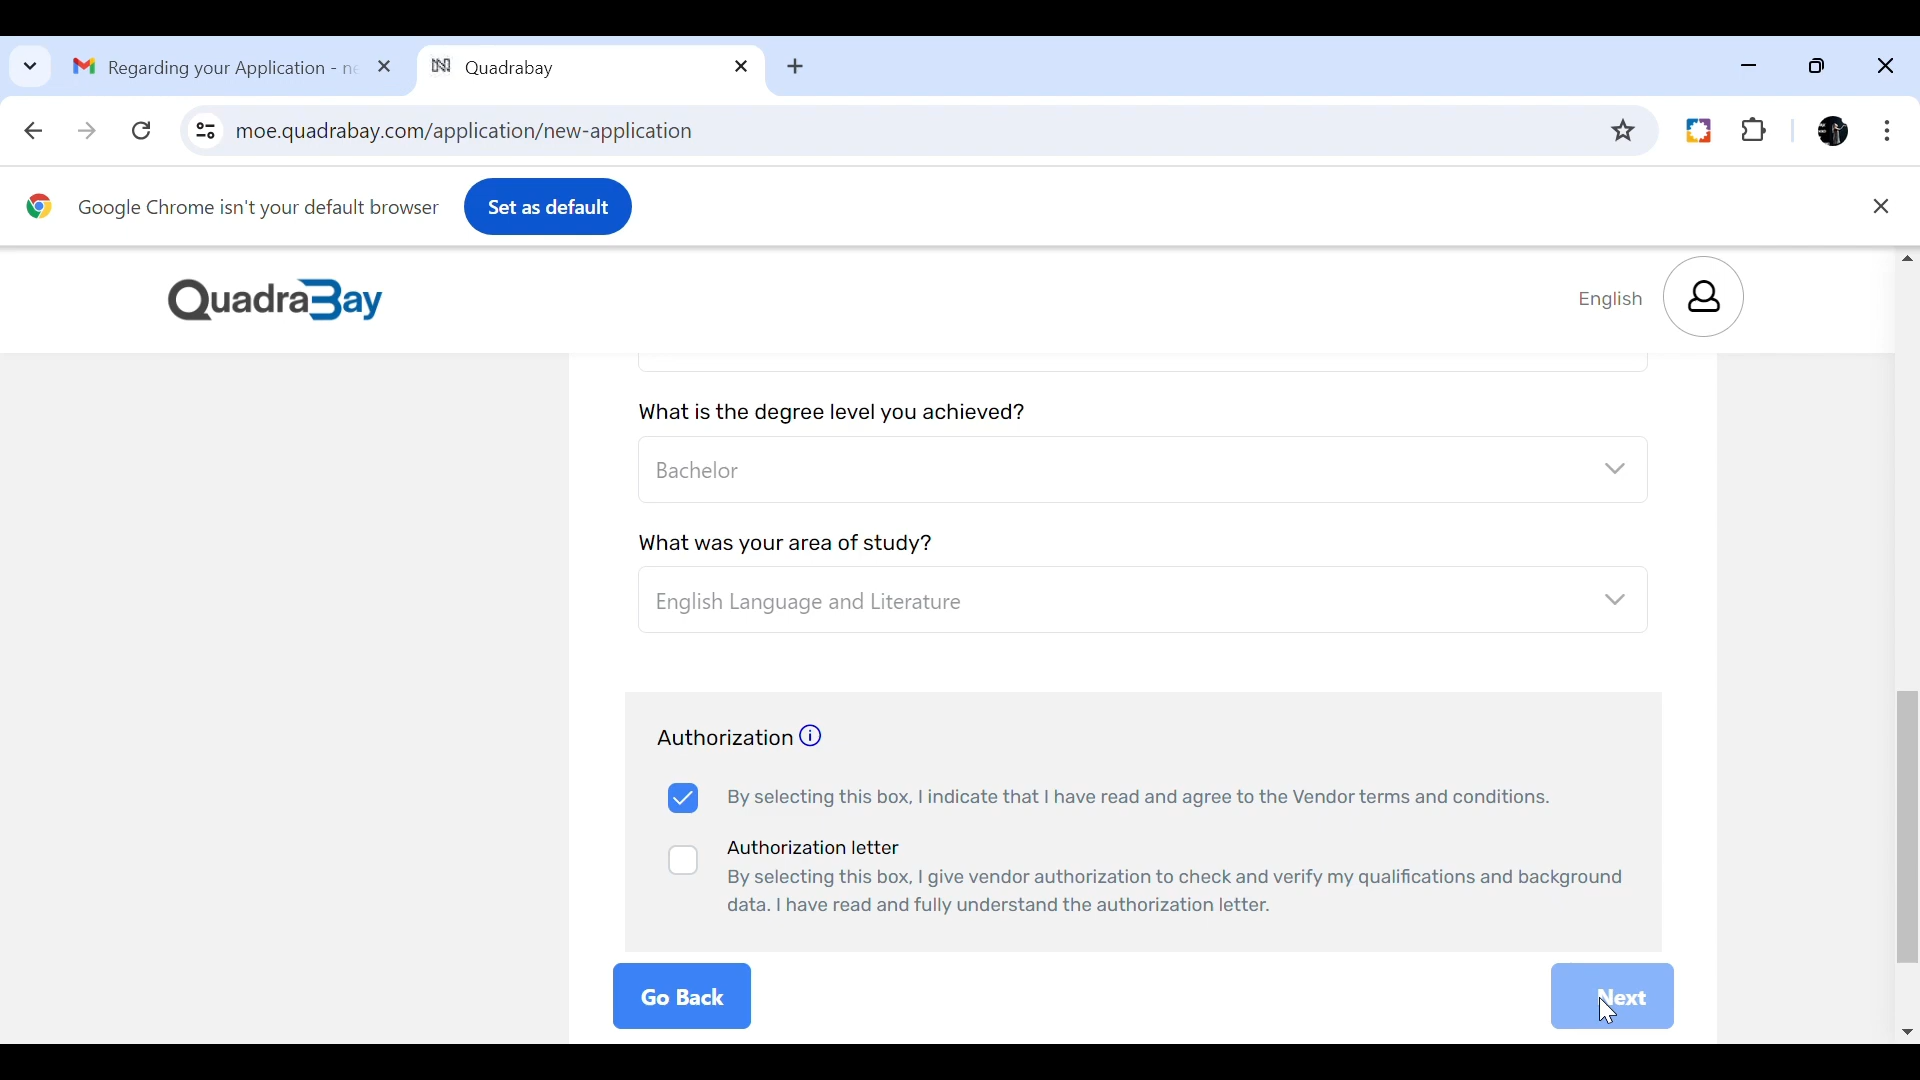 Regarding your Application - ne
Quadrabay
moe.quadrabay.com/application/new-application
Google Chrome isn't your default browser
Set as default
QuadraBay
English
What is the degree level you achieved?
Bachelor
What was your area of study?
English Language and Literature
Authorization
By selecting this box, I indicate that I have read and agree to the Vendor terms and conditions.
Authorization letter
By selecting this box, I give vendor authorization to check and verify my qualifications and background
data. I have read and fully understand the authorization letter.
Go Back
Next